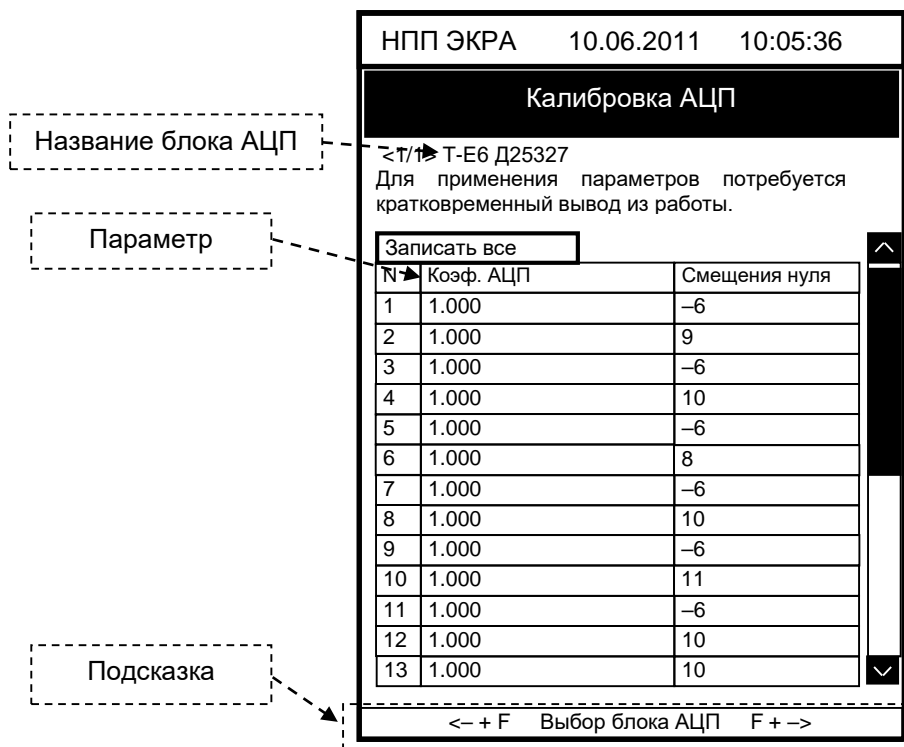 НПП ЭКРА 10.06.2011 10:05:36
Калибровка АЦП
Название блока АЦП
<1/1> Т-Е6 Д25327
Для применения параметров потребуется
кратковременный вывод из работы.
Параметр
Записать все
N Коэф. АЦП Смещения нуля
1 1.000 –6
2 1.000 9
3 1.000 –6
4 1.000 10
5 1.000 –6
6 1.000 8
7 1.000 –6
8 1.000 10
9 1.000 –6
10 1.000 11
11 1.000 –6
12 1.000 10
13 1.000 10
Подсказка
<– + F Выбор блока АЦП F + –>